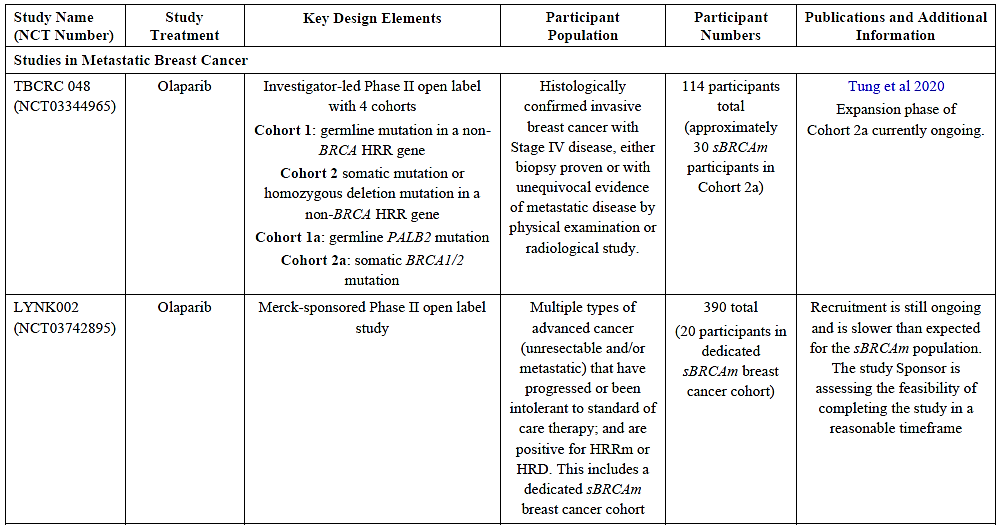 Study Name
(NCT Number)
Study
Treatment
Key Design Elements
Participant
Population
Participant
Numbers
Publications and Additional
Information
Studies in Metastatic Breast Cancer
TBCRC 048
(NCT03344965)
Olaparib
Investigator-led Phase II open label
with 4 cohorts
Cohort 1: germline mutation in a non-
BRCA HRR gene
Cohort 2 somatic mutation or
homozygous deletion mutation in a
non-BRCA HRR gene
Cohort 1a: germline PALB2 mutation
Cohort 2a: somatic BRCA1/2
mutation
Histologically
confirmed invasive
breast cancer with
Stage IV disease, either
biopsy proven or with
unequivocal evidence
of metastatic disease by
physical examination or
radiological study.
114 participants
total
(approximately
30 sBRCAm
participants in
Cohort 2a)
Tung et al 2020
Expansion phase of
Cohort 2a currently ongoing.
LYNK002
(NCT03742895)
Olaparib
Merck-sponsored Phase II open label
study
Multiple types of
advanced cancer
(unresectable and/or
metastatic) that have
progressed or been
intolerant to standard of
care therapy; and are
positive for HRRm or
HRD. This includes a
dedicated sBRCAm
breast cancer cohort
390 total
(20 participants in
dedicated
sBRCAm breast
cancer cohort)
Recruitment is still ongoing
and is slower than expected
for the sBRCAm population.
The study Sponsor is
assessing the feasibility of
completing the study in a
reasonable timeframe